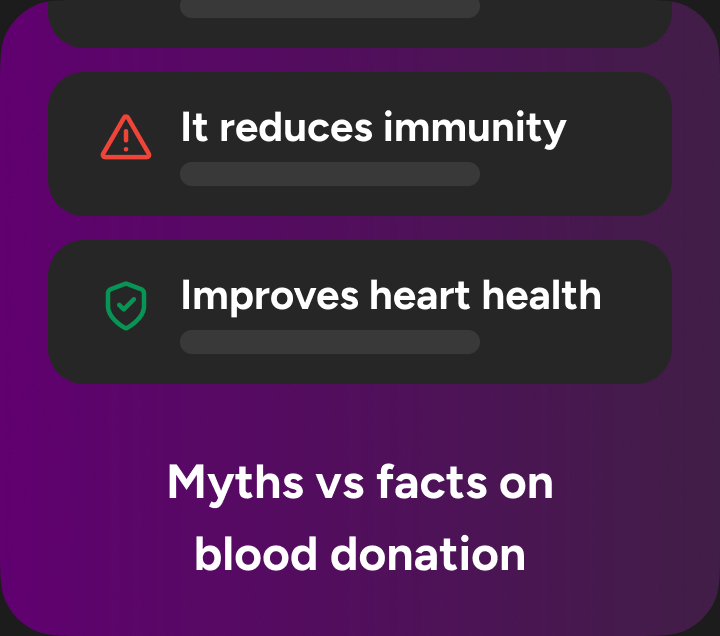 It reduces immunity
Improves heart health
Myths vs facts on
blood donation